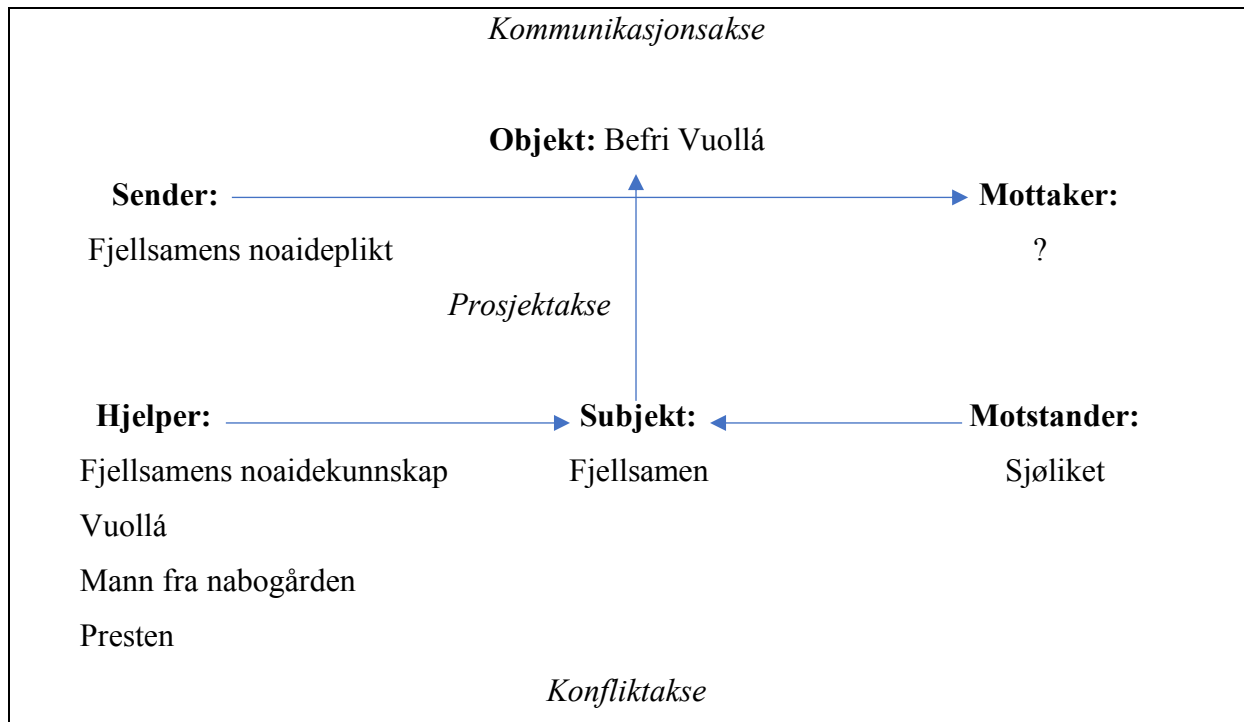 Kommunikasjonsakse
Objekt: Befri Vuollá
Sender: Mottaker:
Fjellsamens noaideplikt ?
Prosjektakse
Hjelper: Subjekt: Motstander:
Fjellsamens noaidekunnskap Fjellsamen Sjøliket
Vuollá
Mann fra nabogården
Presten
Konfliktakse